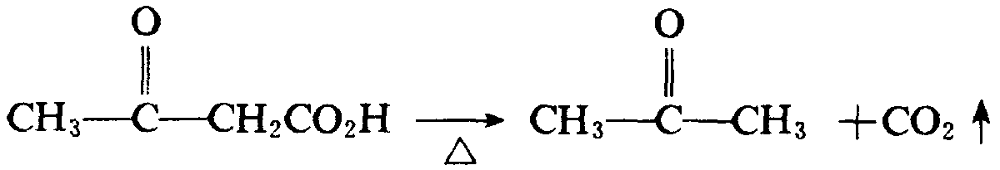 O O
CH₃—C—CH₂CO₂H → CH₃—C—CH₃ +CO₂ ↑
△